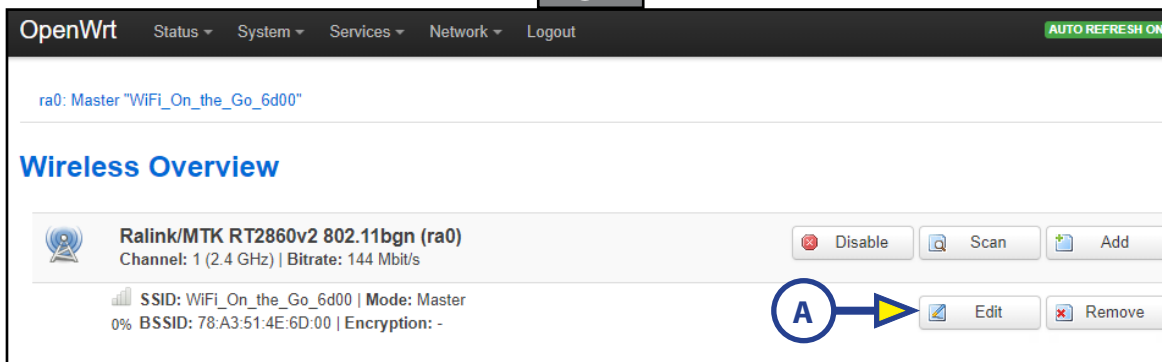 OpenWrt Status System Services Network Logout AUTO REFRESH ON
ra0: Master "WiFi_On_the_Go_6d00"
Wireless Overview
Ralink/MTK RT2860v2 802.11bgn (ra0)
Disable Scan Add
Channel: 1 (2.4 GHz) | Bitrate: 144 Mbit/s
SSID: WiFi_On_the_Go_6d00 | Mode: Master
A Edit Remove
0% BSSID: 78:A3:51:4E:6D:00 | Encryption: -